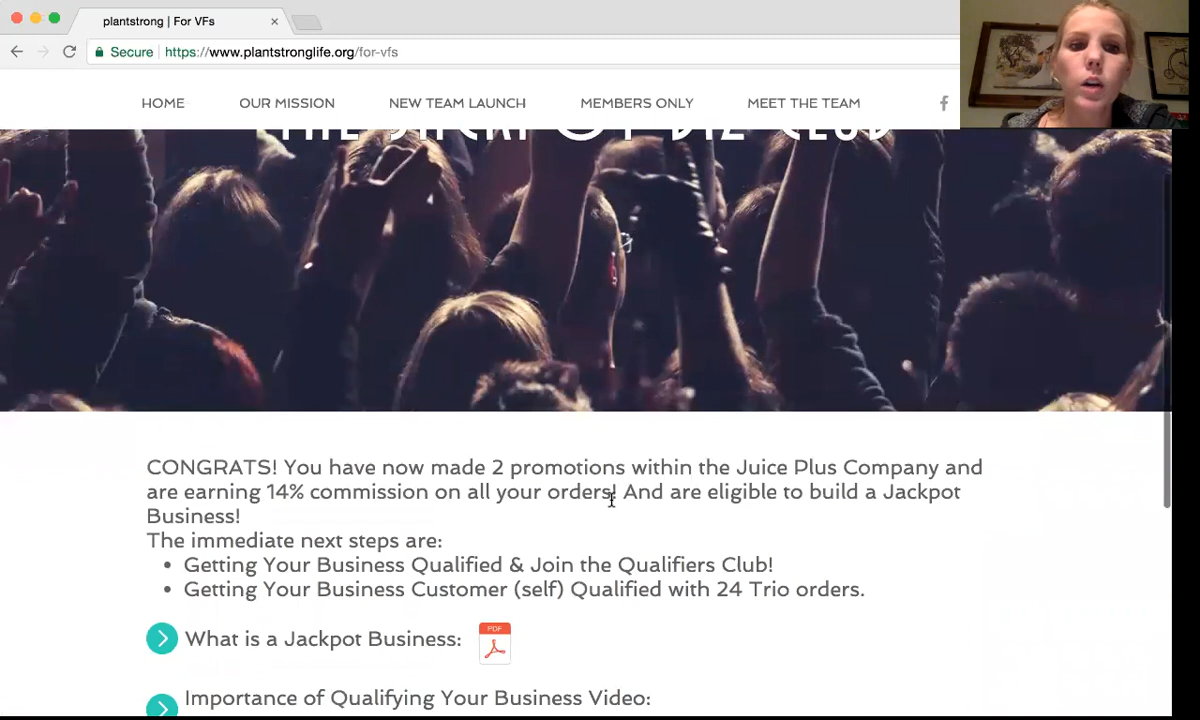 plantstrong | For VFs
Secure https://www.plantstronglife.org/for-vfs
HOME OUR MISSION NEW TEAM LAUNCH MEMBERS ONLY MEET THE TEAM
CONGRATS! You have now made 2 promotions within the Juice Plus Company and
are earning 14% commission on all your orders! And are eligible to build a Jackpot
Business!
The immediate next steps are:
Getting Your Business Qualified & Join the Qualifiers Club!
Getting Your Business Customer (self) Qualified with 24 Trio orders.
What is a Jackpot Business:
PDF
Importance of Qualifying Your Business Video: